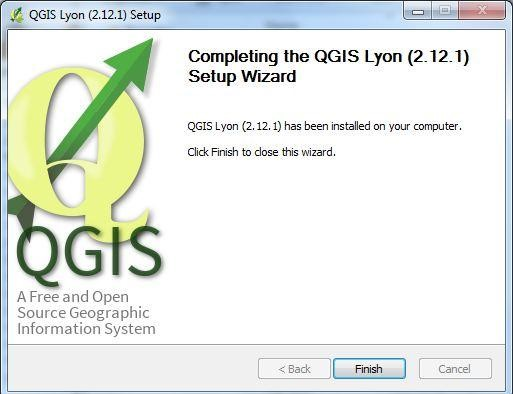 QGIS Lyon (2.12.1) Setup
Completing the QGIS Lyon (2.12.1)
Setup Wizard
QGIS Lyon (2.12.1) has been installed on your computer.
Click Finish to close this wizard.
QGIS
A Free and Open
Source Geographic
Information System
< Back
Finish
Cancel